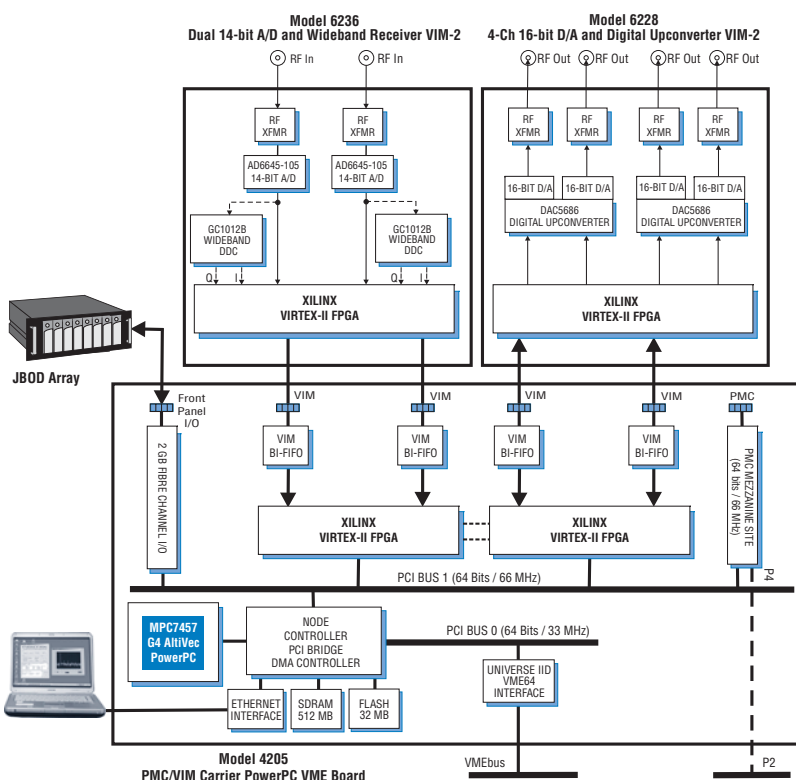 Model 6236
Dual 14-bit A/D and Wideband Receiver VIM-2
Model 6228
4-Ch 16-bit D/A and Digital Upconverter VIM-2
RF In
RF In
RF Out
RF Out
RF Out
RF Out
RF
XFMR
RF
XFMR
RF
XFMR
RF
XFMR
RF
XFMR
RF
XFMR
AD6645-105
14-BIT A/D
AD6645-105
14-BIT A/D
16-BIT D/A
16-BIT D/A
16-BIT D/A
16-BIT D/A
DAC5686
DIGITAL UPCONVERTER
DAC5686
DIGITAL UPCONVERTER
GC1012B
WIDEBAND
DDC
GC1012B
WIDEBAND
DDC
Q
I
Q
I
XILINX
VIRTEX-II FPGA
XILINX
VIRTEX-II FPGA
JBOD Array
Front
Panel
I/O
VIM
VIM
VIM
VIM
PMC
2 GB FIBRE CHANNEL I/O
VIM
BI-FIFO
VIM
BI-FIFO
VIM
BI-FIFO
VIM
BI-FIFO
PMC MEZZANINE SITE
(64 bits / 66 MHz)
XILINX
VIRTEX-II FPGA
XILINX
VIRTEX-II FPGA
P4
PCI BUS 1 (64 Bits / 66 MHz)
MPC7457
G4 AltiVec
PowerPC
NODE
CONTROLLER
PCI BRIDGE
DMA CONTROLLER
PCI BUS 0 (64 Bits / 33 MHz)
UNIVERSE IID
VME64
INTERFACE
ETHERNET
INTERFACE
SDRAM
512 MB
FLASH
32 MB
Model 4205
PMC/VIM Carrier PowerPC VME Board
VMEbus
P2